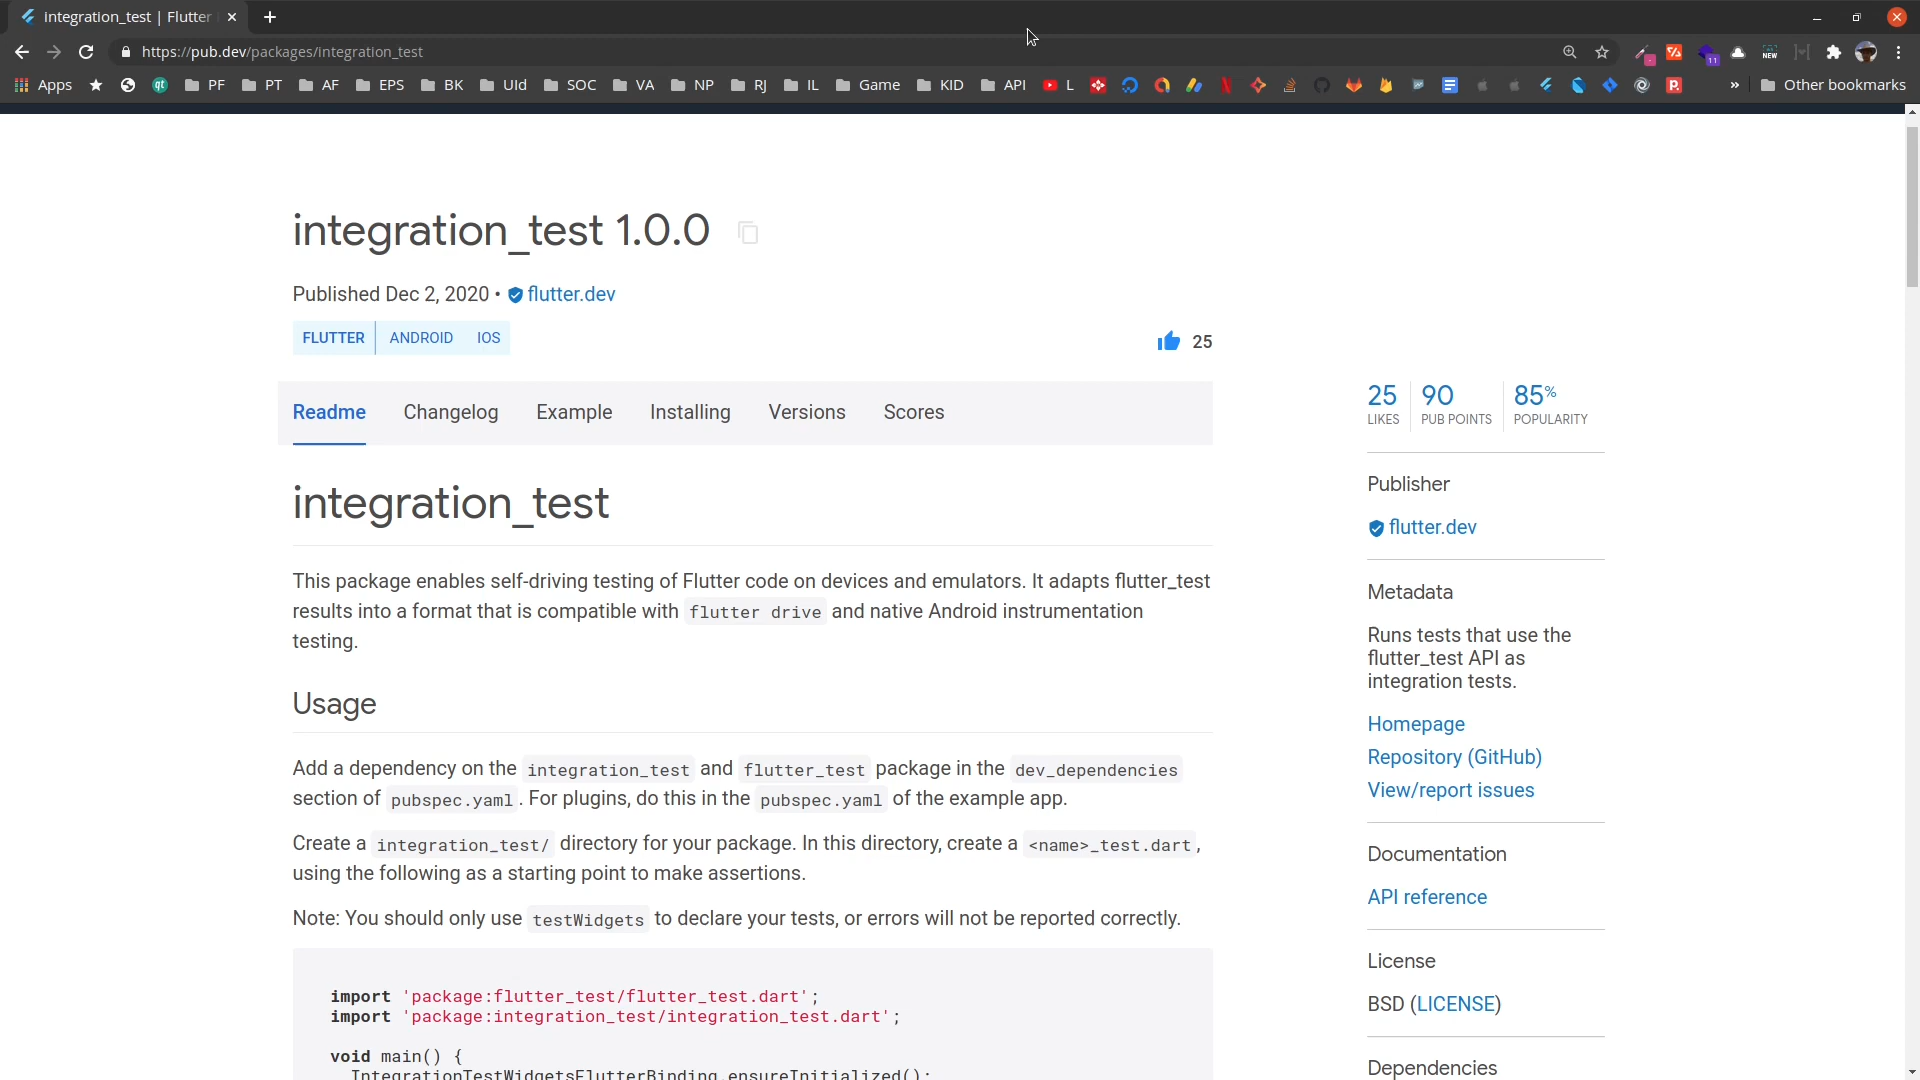 integration_test | Flutter
https://pub.dev/packages/integration_test
Apps PF PT AF EPS BK UId SOC VA NP RJ IL Game KID API L » Other bookmarks
integration_test 1.0.0
Published Dec 2, 2020 • flutter.dev
FLUTTER ANDROID IOS
25
Readme Changelog Example Installing Versions Scores
integration_test
This package enables self-driving testing of Flutter code on devices and emulators. It adapts flutter_test
results into a format that is compatible with flutter drive and native Android instrumentation
testing.
Usage
Add a dependency on the integration_test and flutter_test package in the dev_dependencies
section of pubspec.yaml. For plugins, do this in the pubspec.yaml of the example app.
Create a integration_test/ directory for your package. In this directory, create a <name>_test.dart,
using the following as a starting point to make assertions.
Note: You should only use testWidgets to declare your tests, or errors will not be reported correctly.
import 'package:flutter_test/flutter_test.dart';
import 'package:integration_test/integration_test.dart';
void main() {
IntegrationTestWidgetsFlutterBinding.ensureInitialized();
25 90 85%
LIKES PUB POINTS POPULARITY
Publisher
flutter.dev
Metadata
Runs tests that use the
flutter_test API as
integration tests.
Homepage
Repository (GitHub)
View/report issues
Documentation
API reference
License
BSD (LICENSE)
Dependencies